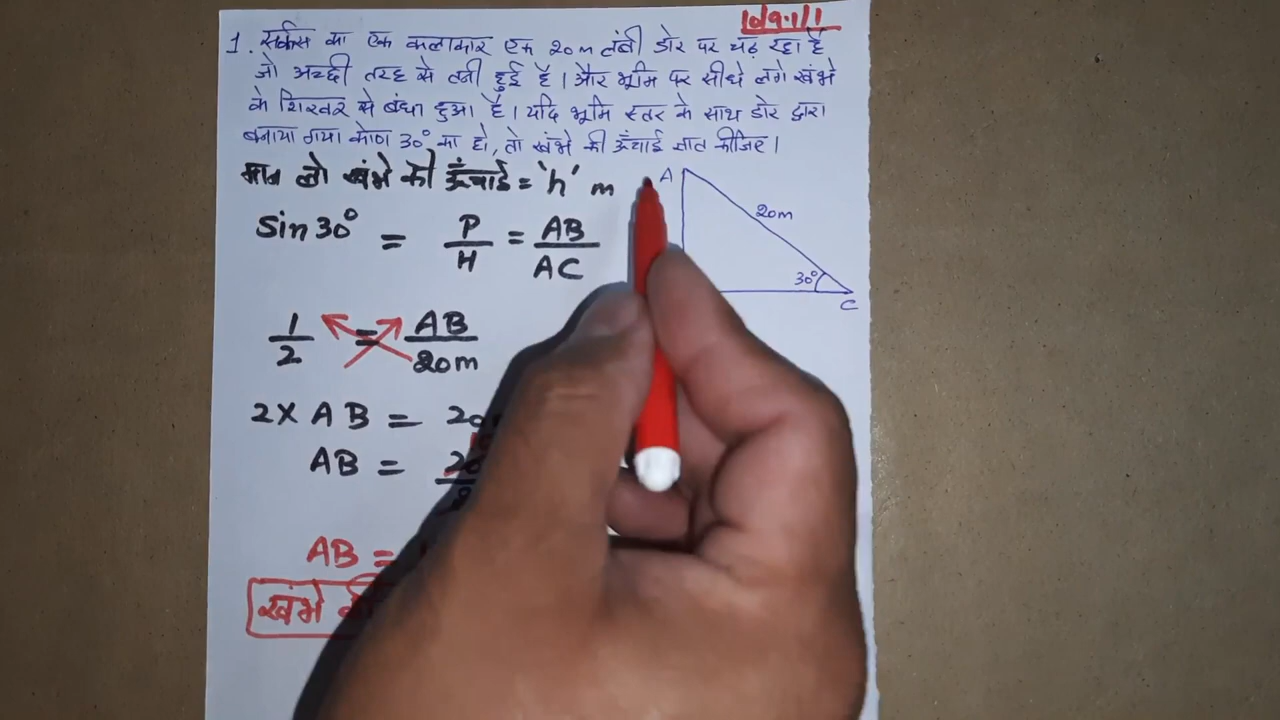 10/9.1/1
1. सर्कस का एक कलाकार एक 20m लंबी डोर पर चढ़ रहा है
जो अच्छी तरह से तनी हुई है। और भूमि पर सीधे लगे खंभे
के शिखर से बंधा हुआ है। यदि भूमि स्तर के साथ डोर द्वारा
बनाया गया कोण 30° का हो, तो खंभे की ऊँचाई ज्ञात कीजिए।
मान लो खंभे की ऊँचाई = 'h' m
A
20m
30°
C
sin 30° = P/H = AB/AC
1/2 = AB/20m
2 X AB = 20
AB = 20
AB =
खंभे की